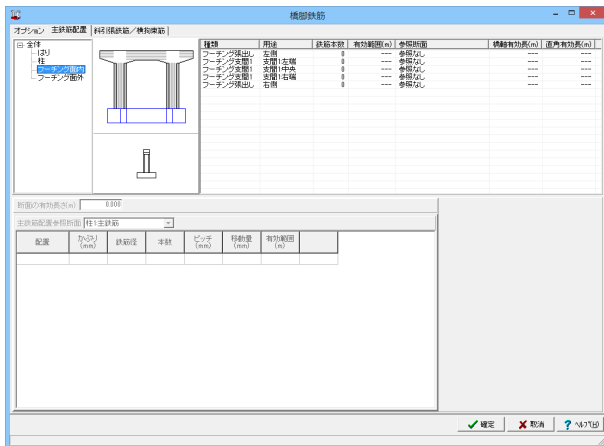 橋脚鉄筋
オプション 主鉄筋配置 斜引張鉄筋/横拘束筋
全体
はり
柱
フーチング面内
フーチング面外
種類 用途 鉄筋本数 有効範囲(m) 参照断面 橋軸有効長(m) 直角有効長(m)
フーチング張出し 左側 0 --- 参照なし --- ---
フーチング支間1 支間1:左端 0 --- 参照なし --- ---
フーチング支間1 支間1:中央 0 --- 参照なし --- ---
フーチング支間1 支間1:右端 0 --- 参照なし --- ---
フーチング張出し 右側 0 --- 参照なし --- ---
断面の有効長さ(m) 0.000
主鉄筋配置参照断面 柱1主鉄筋
配置 かぶり(mm) 鉄筋径 本数 ピッチ(mm) 移動量(mm) 有効範囲(m)
確定 取消 ヘルプ(H)